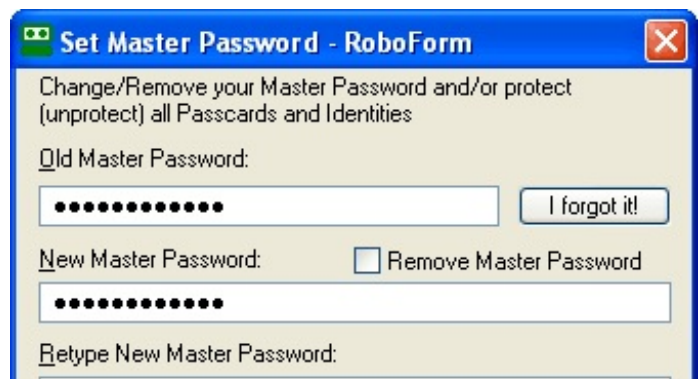 Set Master Password - RoboForm
Change/Remove your Master Password and/or protect
(unprotect) all Passcards and Identities
Old Master Password:
●●●●●●●●●●●● I forgot it!
New Master Password: Remove Master Password
●●●●●●●●●●●●
Retype New Master Password: